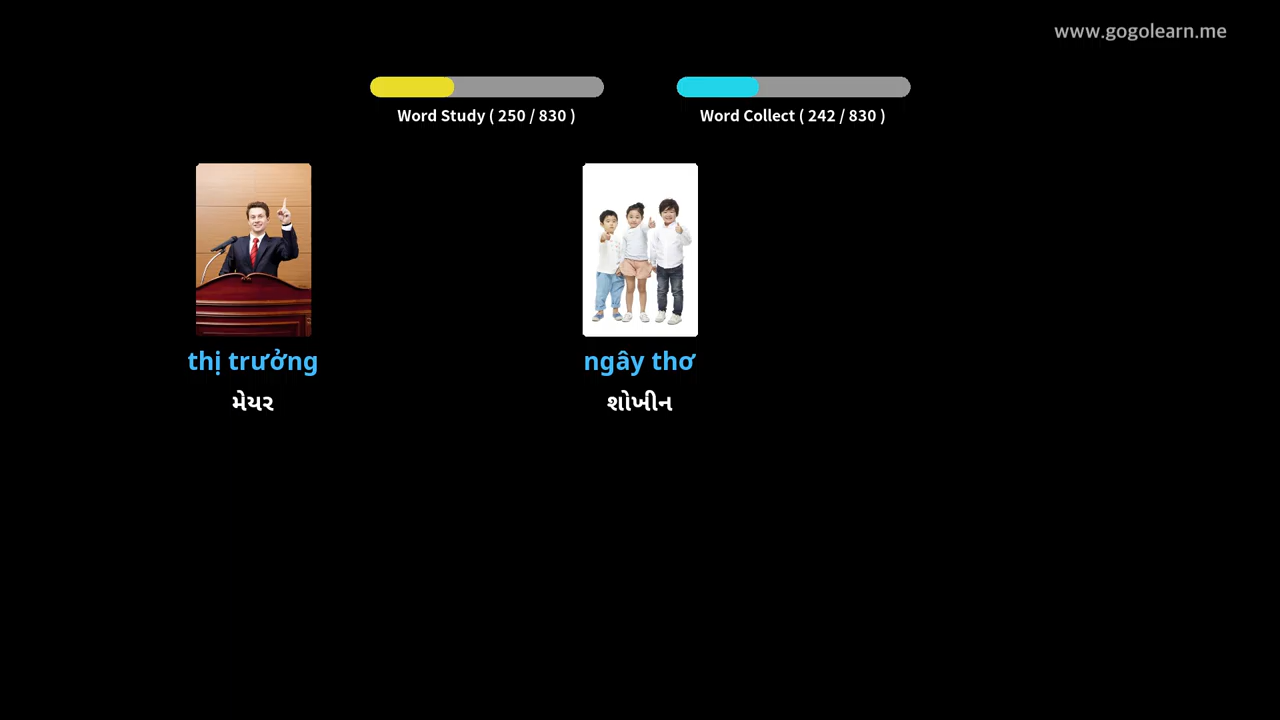 www.gogolearn.me
Word Study ( 250 / 830 )
Word Collect ( 242 / 830 )
thị trưởng
મેયર
ngây thơ
શોખીન